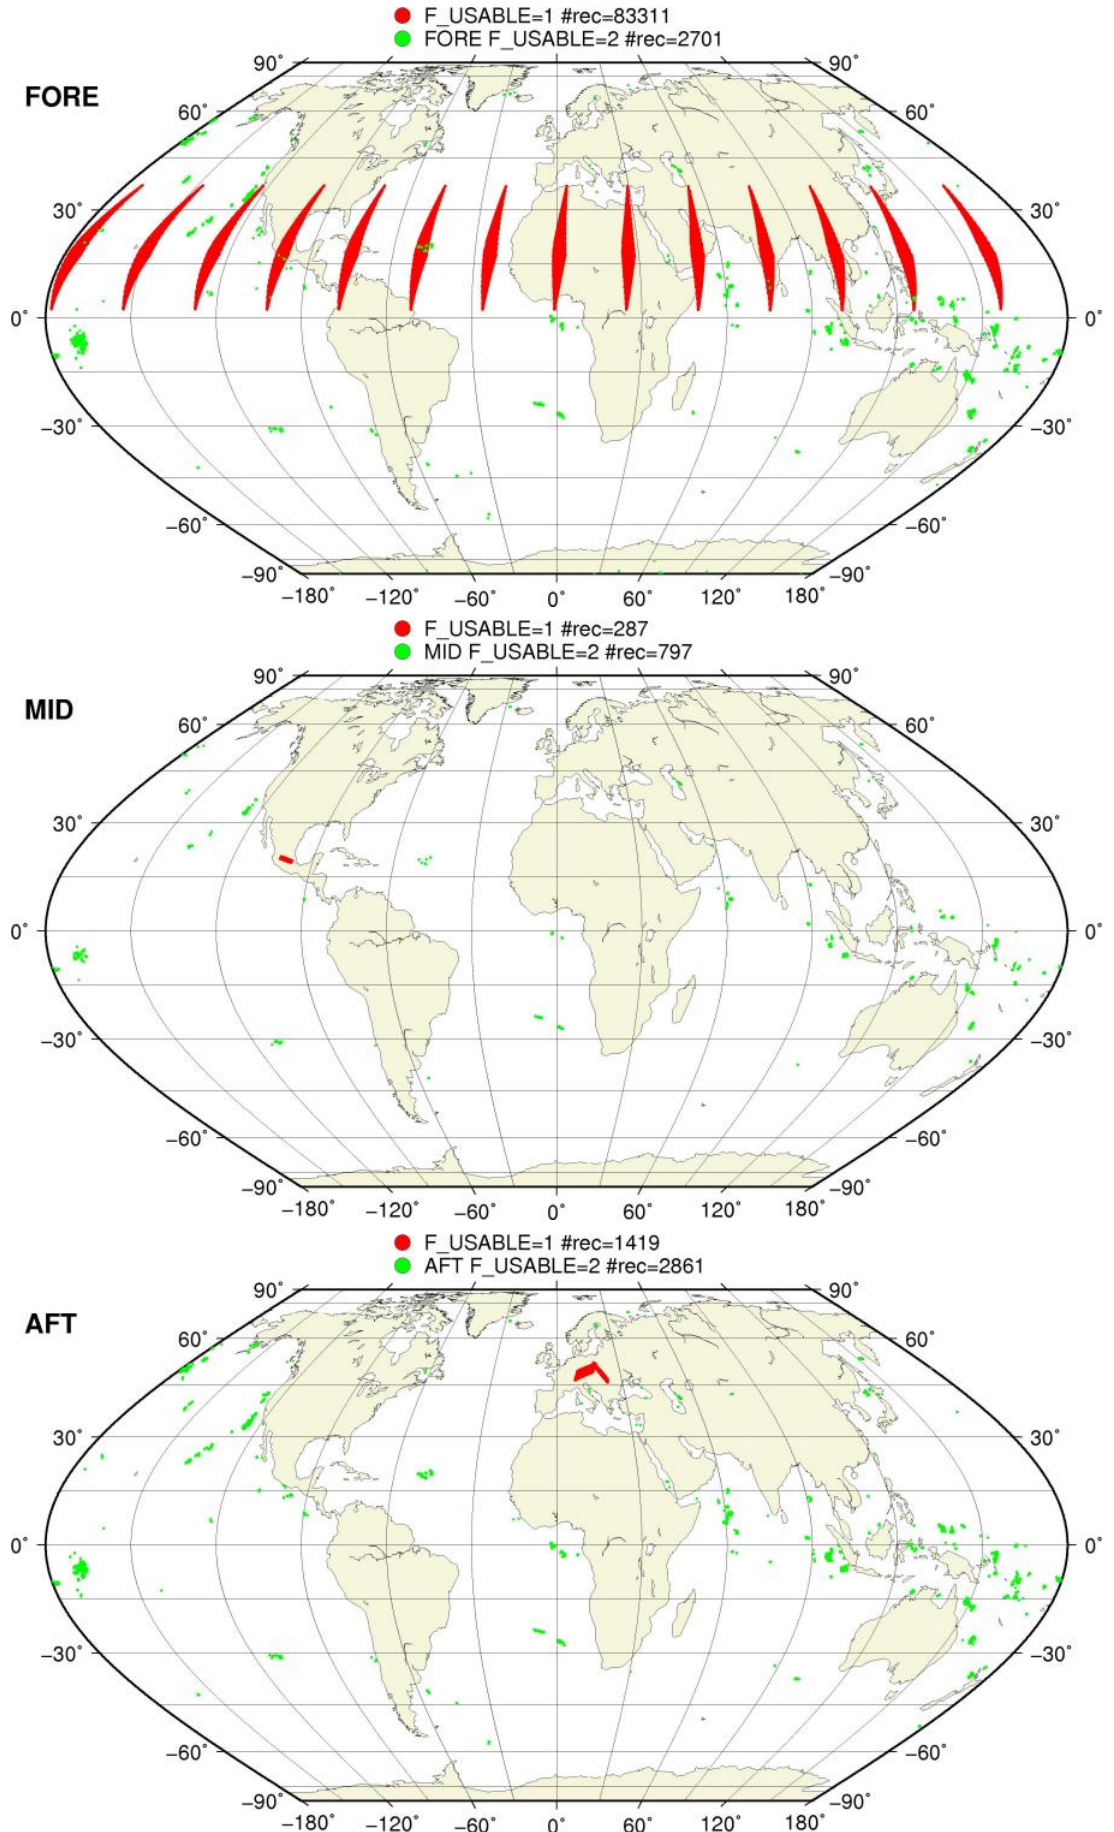 F_USABLE=1 #rec=83311
FORE F_USABLE=2 #rec=2701
FORE
90° 90°
60° 60°
30° 30°
0° 0°
−30° −30°
−60° −60°
−90° −90°
−180° −120° −60° 0° 60° 120° 180°
F_USABLE=1 #rec=287
MID F_USABLE=2 #rec=797
MID
90° 90°
60° 60°
30° 30°
0° 0°
−30° −30°
−60° −60°
−90° −90°
−180° −120° −60° 0° 60° 120° 180°
F_USABLE=1 #rec=1419
AFT F_USABLE=2 #rec=2861
AFT
90° 90°
60° 60°
30° 30°
0° 0°
−30° −30°
−60° −60°
−90° −90°
−180° −120° −60° 0° 60° 120° 180°